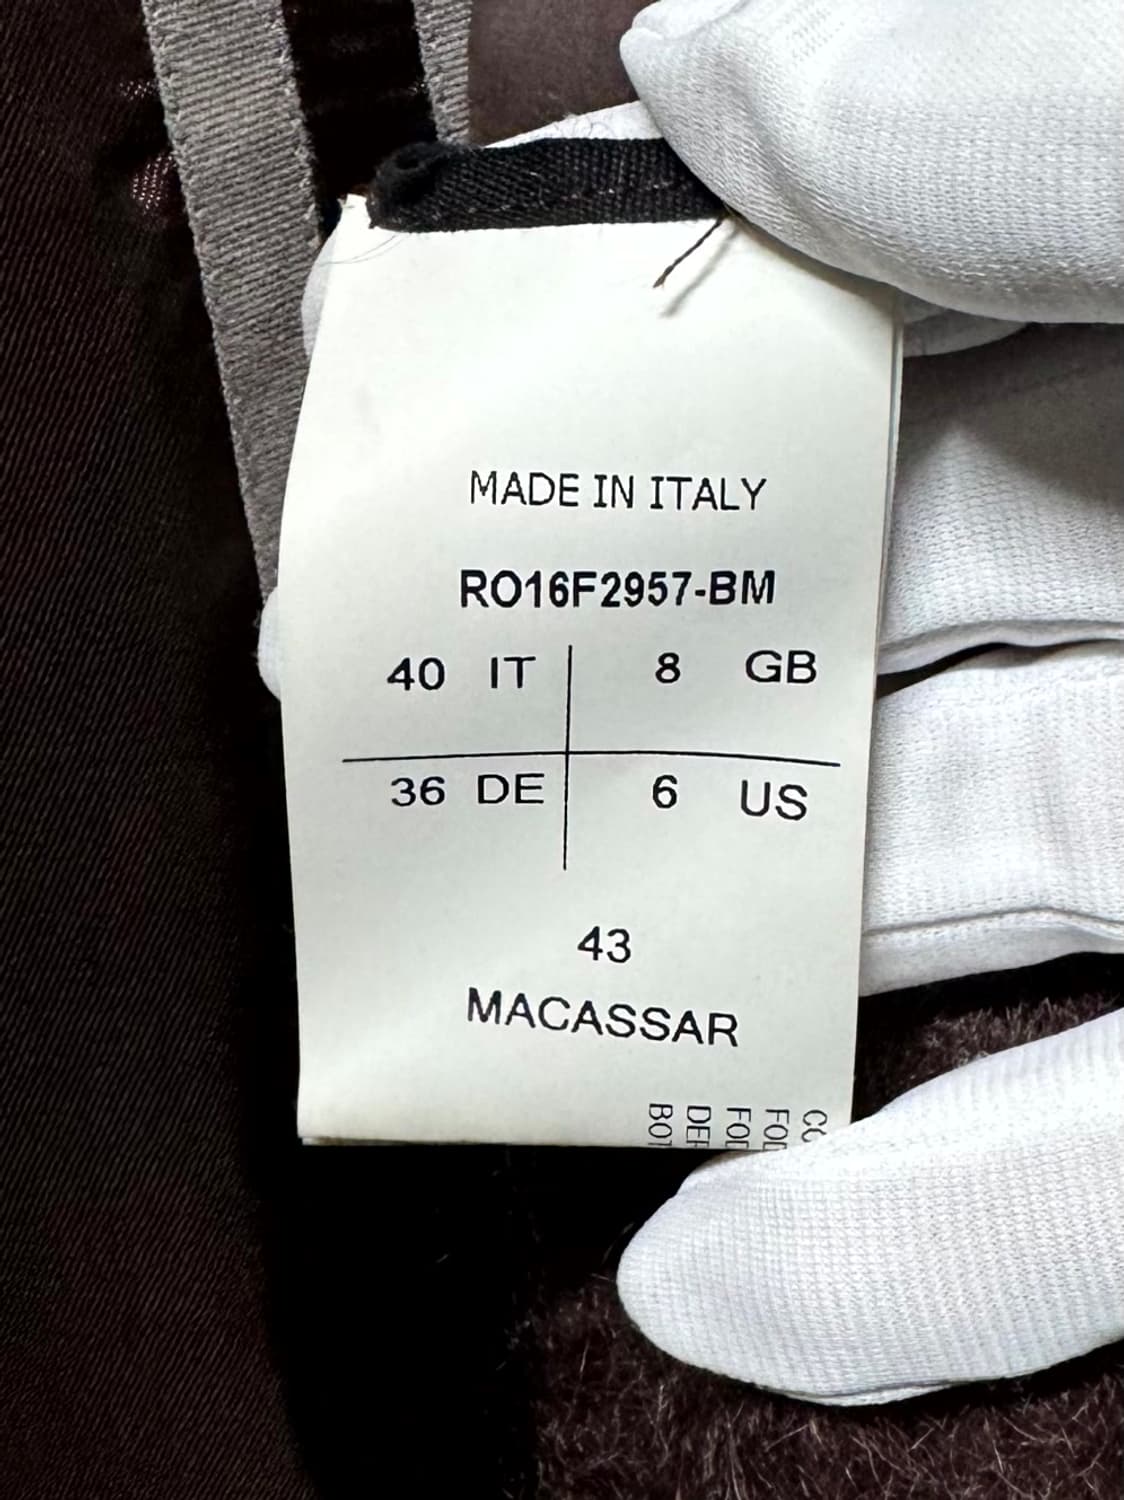 MADE IN ITALY
RO16F2957-BM
40 IT 8 GB
36 DE 6 US
43
MACASSAR